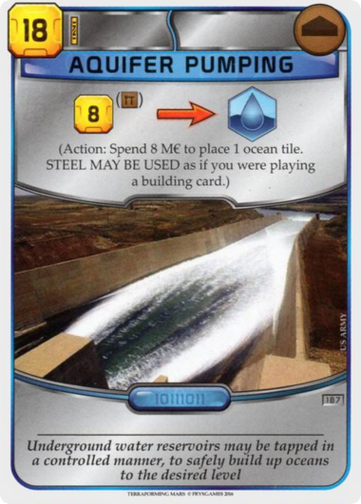 18
AQUIFER PUMPING
8
(Action: Spend 8 M€ to place 1 ocean tile.
STEEL MAY BE USED as if you were playing
a building card.)
US ARMY
187
Underground water reservoirs may be tapped in
a controlled manner, to safely build up oceans
to the desired level
TERRAFORMING MARS © FRYXGAMES 2016